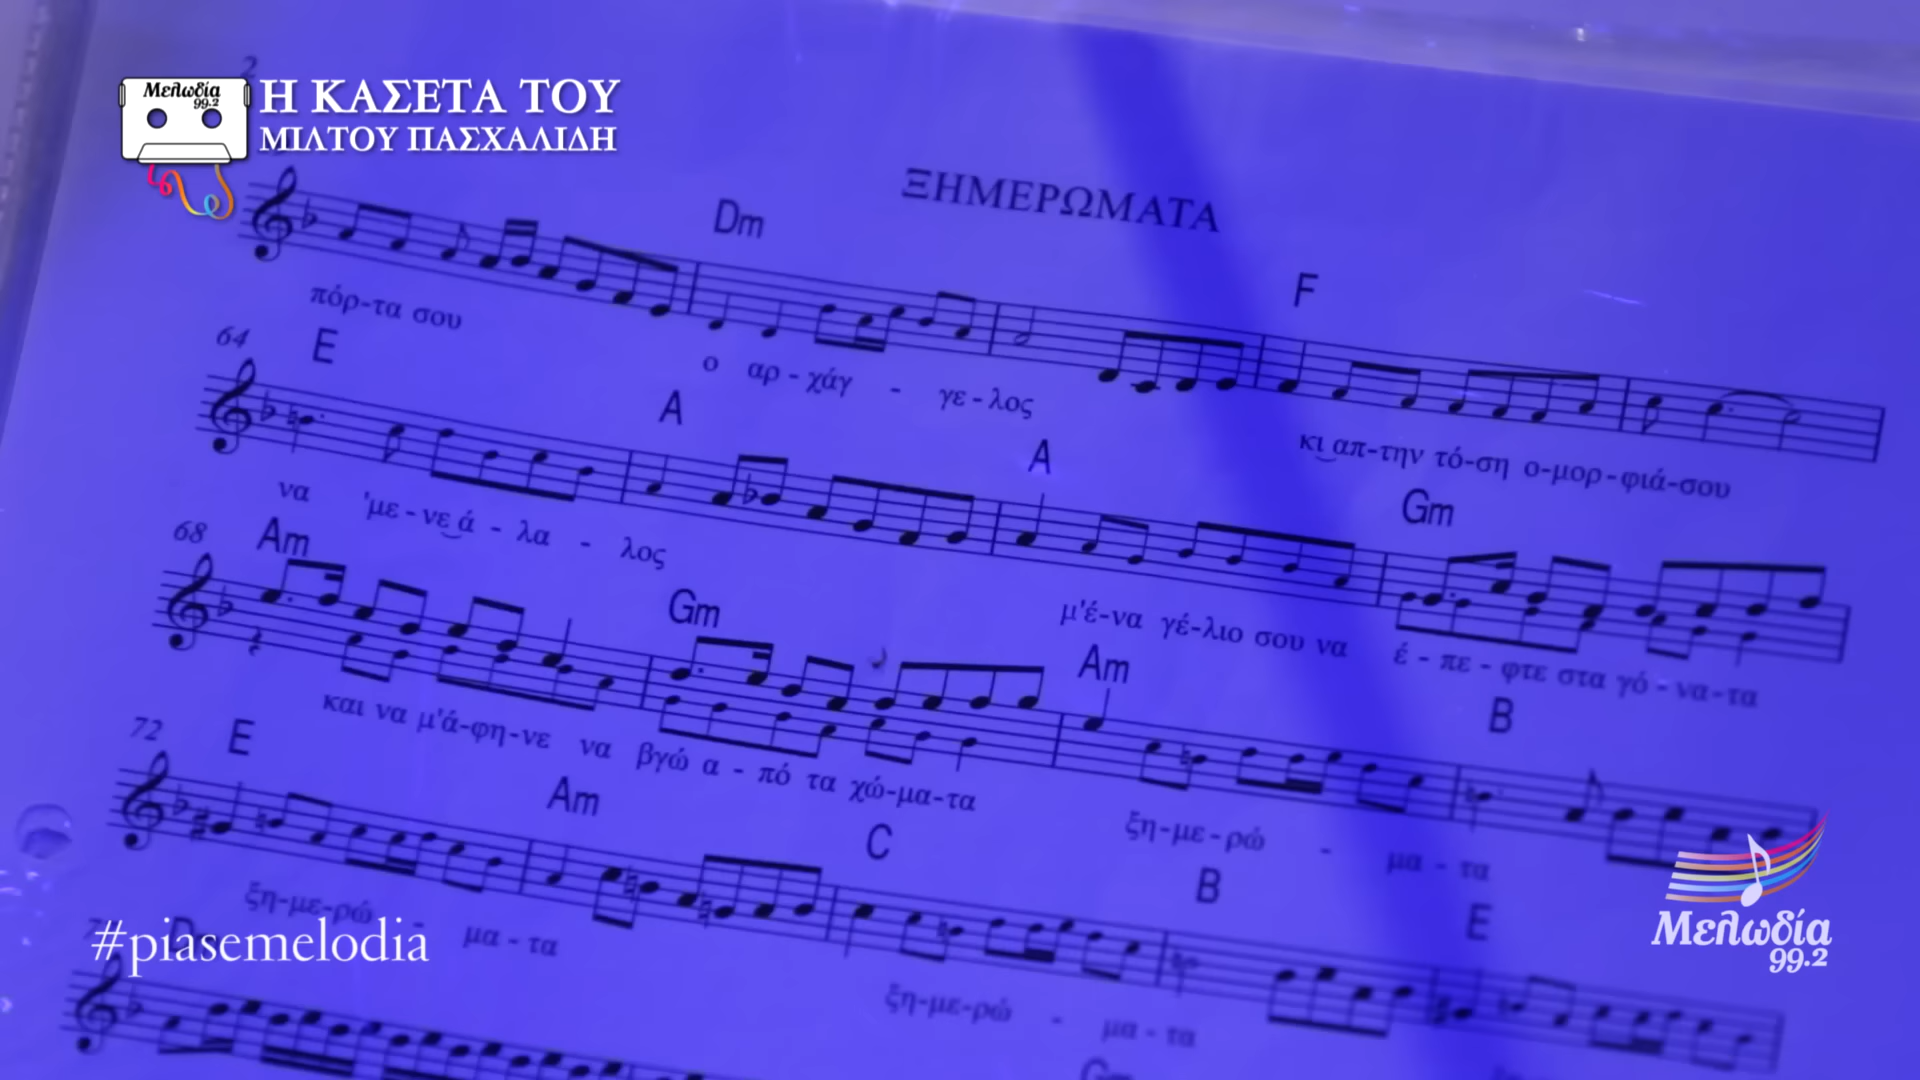 Μελωδία
99.2
Η ΚΑΣΕΤΑ ΤΟΥ
ΜΙΛΤΟΥ ΠΑΣΧΑΛΙΔΗ
2
ΞΗΜΕΡΩΜΑΤΑ
Dm F
πόρ-τα σου ο αρ-χάγ - γε-λος κι απ-την τό-ση ο-μορ-φιά-σου
64 E A A Gm
να 'με-νε ά - λα - λος μ'έ-να γέ-λιο σου να έ-πε-φτε στα γό-να-τα
68 Am Gm Am B
και να μ'ά-φη-νε να βγώ α-πό τα χώ-μα-τα ξη-με-ρώ - μα-τα
72 E Am C B E
ξη-με-ρώ - μα-τα ξη-με-ρώ - μα-τα
Gm
#piasemelodia
Μελωδία
99.2